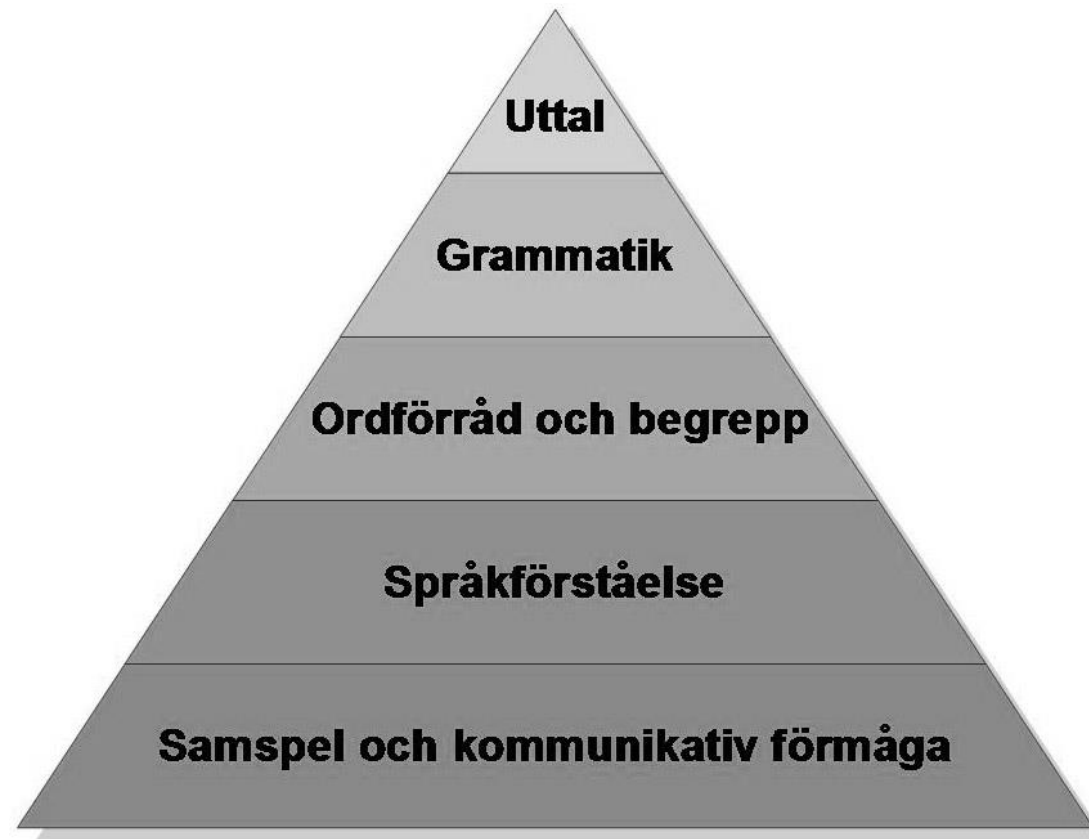 Uttal
Grammatik
Ordförråd och begrepp
Språkförståelse
Samspel och kommunikativ förmåga